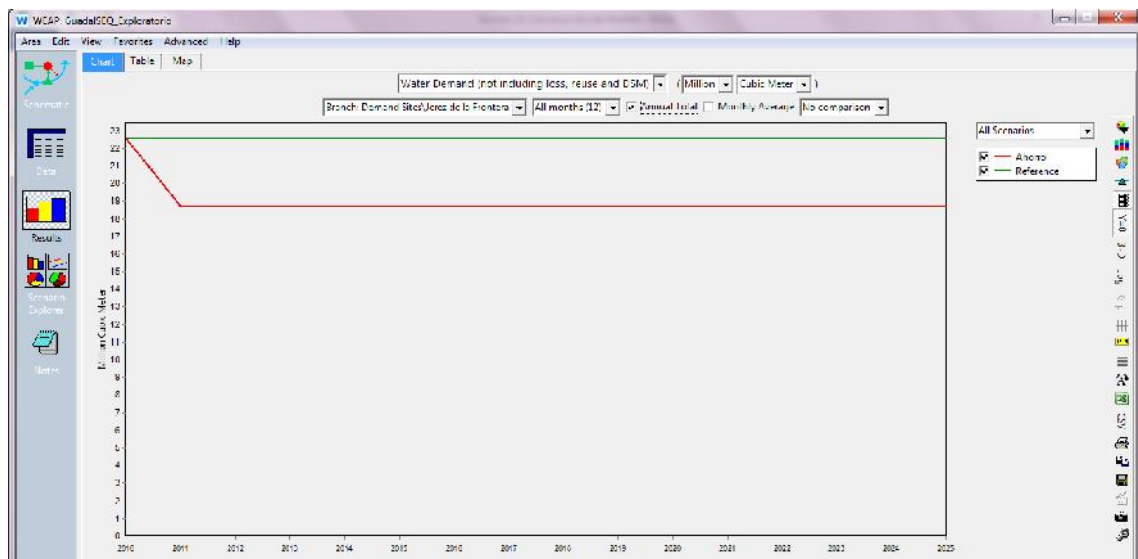 WEAP: GuadalSEQ_Exploratorio
Area Edit View Favorites Advanced Help
Chart Table Map
Water Demand (not including loss, reuse and DSM) ( Million Cubic Meter )
Branch: Demand Sites\Jerez de la Frontera All months (12) Annual Total Monthly Average No comparison
Schematic
Data
Results
Scenario
Explorer
Notes
All Scenarios
Ahorro
Reference
Million Cubic Meter
23
22
21
20
19
18
17
16
15
14
13
12
11
10
9
8
7
6
5
4
3
2
1
0
2010 2011 2012 2013 2014 2015 2016 2017 2018 2019 2020 2021 2022 2023 2024 2025
Y=0